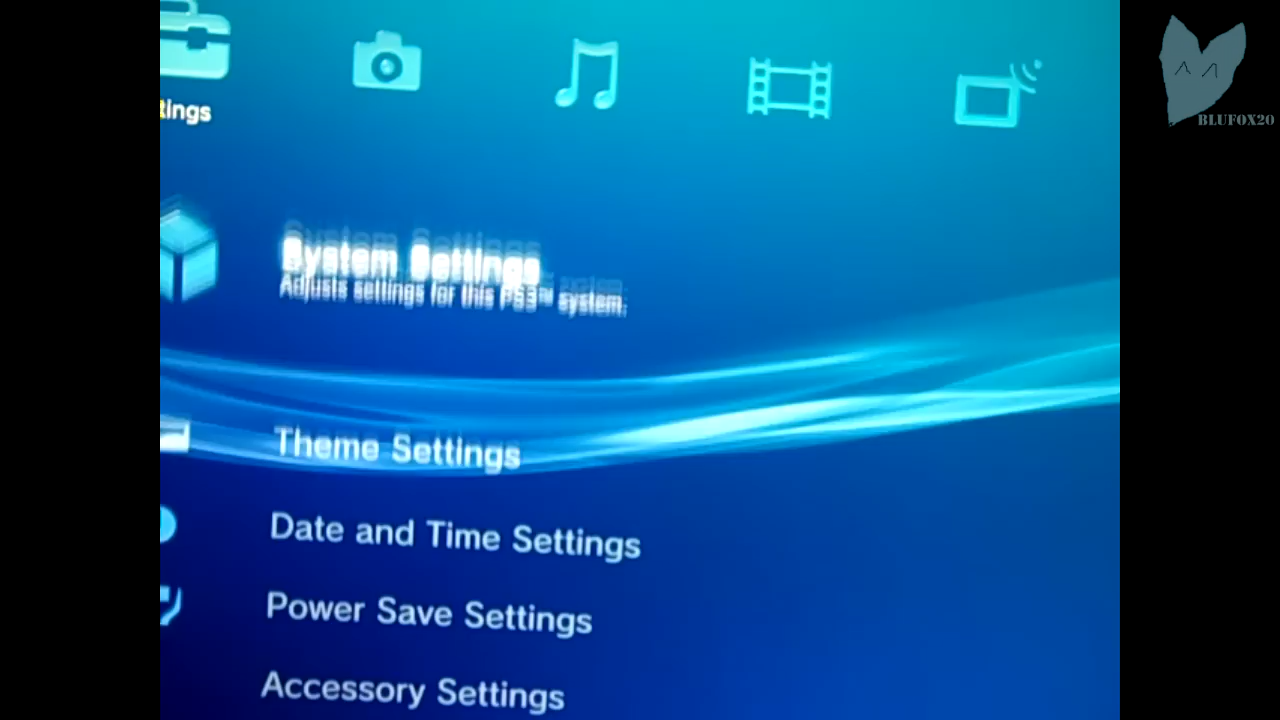 tings
System Settings
Adjusts settings for this PS3™ system.
Theme Settings
Date and Time Settings
Power Save Settings
Accessory Settings
BLUFOX20